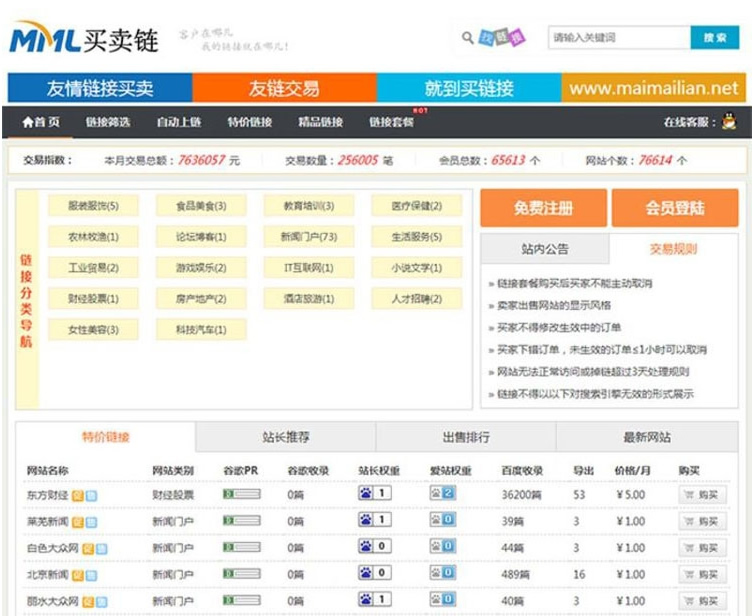 MML买卖链
客户在哪儿
我的链接就在哪儿!
找链接
请输入关键词 搜索
友情链接买卖 友链交易 就到买链接 www.maimailian.net
首页 链接筛选 自动上链 特价链接 精品链接 链接套餐 HOT 在线客服:
交易指数: 本月交易总额:7636057 元 交易数量:256005 笔 会员总数:65613 个 网站个数:76614 个
链接分类导航
服装服饰(5) 食品美食(3) 教育培训(3) 医疗保健(2)
农林牧渔(1) 论坛博客(1) 新闻门户(73) 生活服务(5)
工业贸易(2) 游戏娱乐(2) IT互联网(1) 小说文学(1)
财经股票(1) 房产地产(2) 酒店旅游(1) 人才招聘(2)
女性美容(3) 科技汽车(1)
免费注册 会员登陆
站内公告 交易规则
» 链接套餐购买后买家不能主动取消
» 卖家出售网站的显示风格
» 买家不得修改生效中的订单
» 买家下错订单，未生效的订单≤1小时可以取消
» 网站无法正常访问或掉链超过3天处理规则
» 链接不得以以下对搜索引擎无效的形式展示
特价链接 站长推荐 出售排行 最新网站
网站名称 网站类别 谷歌PR 谷歌收录 站长权重 爱站权重 百度收录 导出 价格/月 购买
东方财经 财经股票 0篇 1 2 36200篇 53 ￥5.00 购买
莱芜新闻 新闻门户 0篇 1 0 39篇 3 ￥1.00 购买
白色大众网 新闻门户 0篇 0 0 44篇 3 ￥1.00 购买
北京新闻 新闻门户 0篇 0 0 489篇 16 ￥1.00 购买
丽水大众网 新闻门户 0篇 1 0 40篇 3 ￥1.00 购买